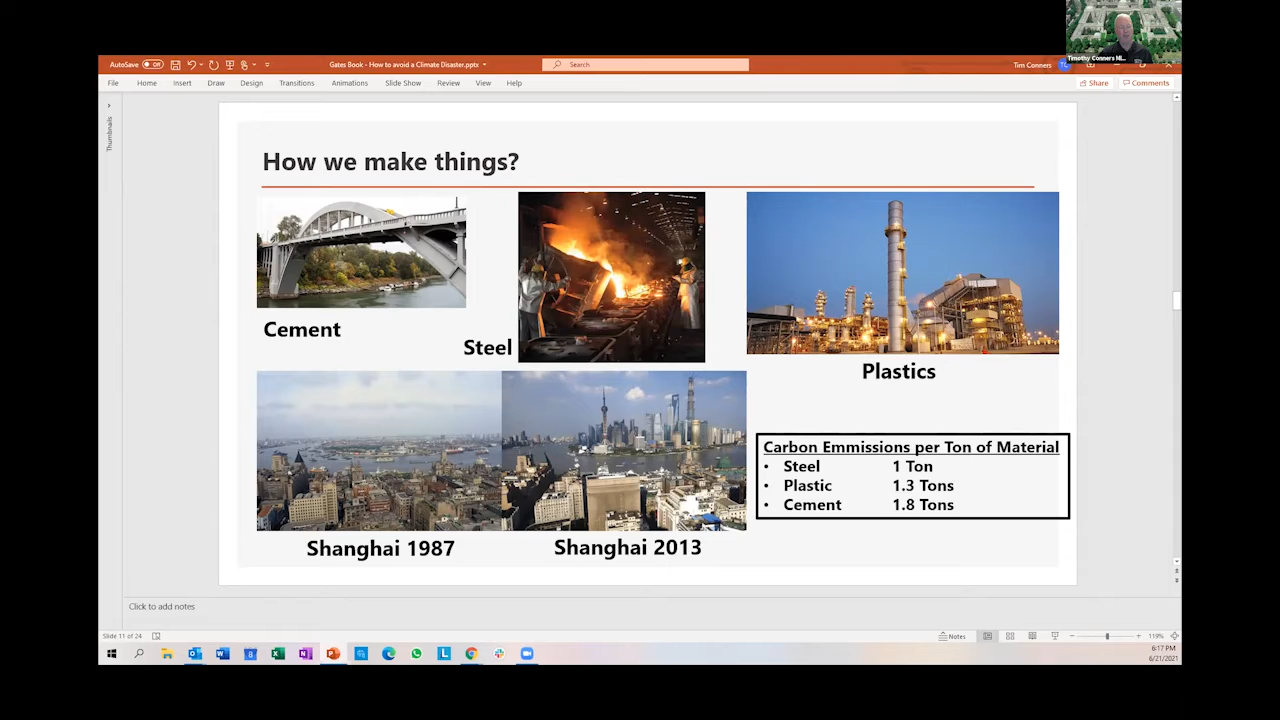 Timothy Conners
AutoSave Off
Gates Book - How to avoid a Climate Disaster.pptx
Search
Tim Conners
File Home Insert Draw Design Transitions Animations Slide Show Review View Help
Share Comments
Thumbnails
How we make things?
Cement
Steel
Plastics
Carbon Emmissions per Ton of Material
• Steel 1 Ton
• Plastic 1.3 Tons
• Cement 1.8 Tons
Shanghai 1987
Shanghai 2013
Click to add notes
Slide 11 of 24
Notes
119%
6:17 PM
6/21/2021